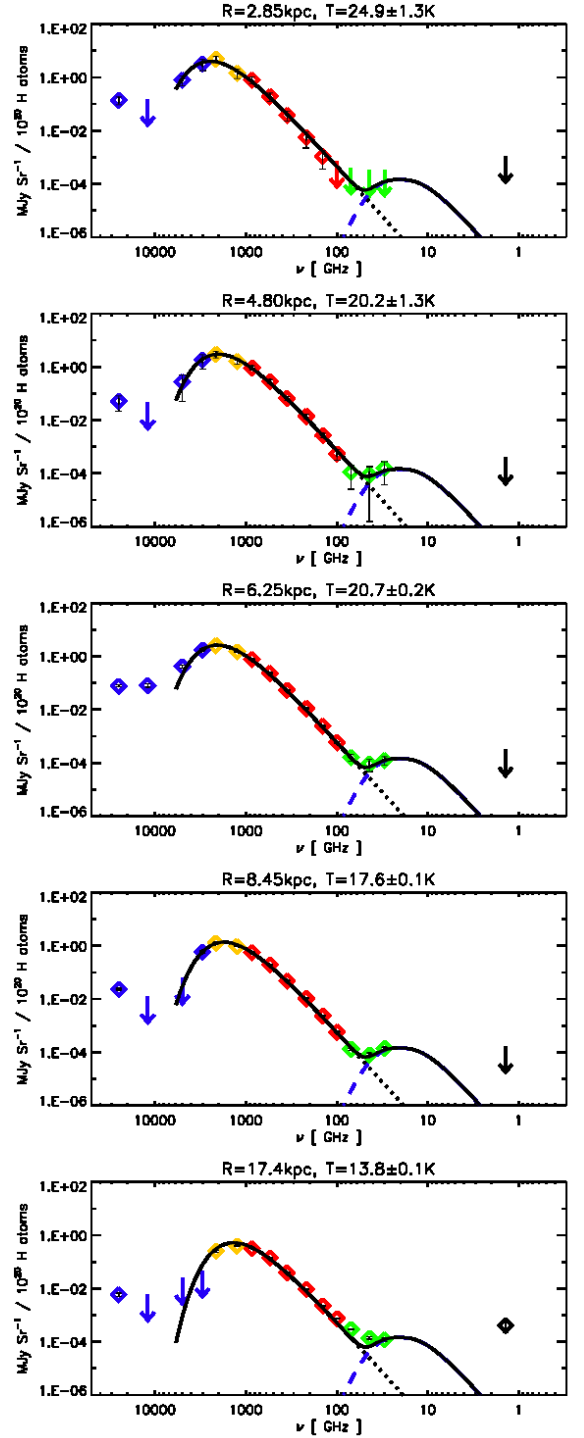 R=2.85kpc, T=24.9±1.3K
MJy Sr⁻¹ / 10²⁰ H atoms
1.E+02
1.E+00
1.E−02
1.E−04
1.E−06
10000 1000 100 10 1
ν [ GHz ]
R=4.80kpc, T=20.2±1.3K
MJy Sr⁻¹ / 10²⁰ H atoms
1.E+02
1.E+00
1.E−02
1.E−04
1.E−06
10000 1000 100 10 1
ν [ GHz ]
R=6.25kpc, T=20.7±0.2K
MJy Sr⁻¹ / 10²⁰ H atoms
1.E+02
1.E+00
1.E−02
1.E−04
1.E−06
10000 1000 100 10 1
ν [ GHz ]
R=8.45kpc, T=17.6±0.1K
MJy Sr⁻¹ / 10²⁰ H atoms
1.E+02
1.E+00
1.E−02
1.E−04
1.E−06
10000 1000 100 10 1
ν [ GHz ]
R=17.4kpc, T=13.8±0.1K
MJy Sr⁻¹ / 10²⁰ H atoms
1.E+02
1.E+00
1.E−02
1.E−04
1.E−06
10000 1000 100 10 1
ν [ GHz ]